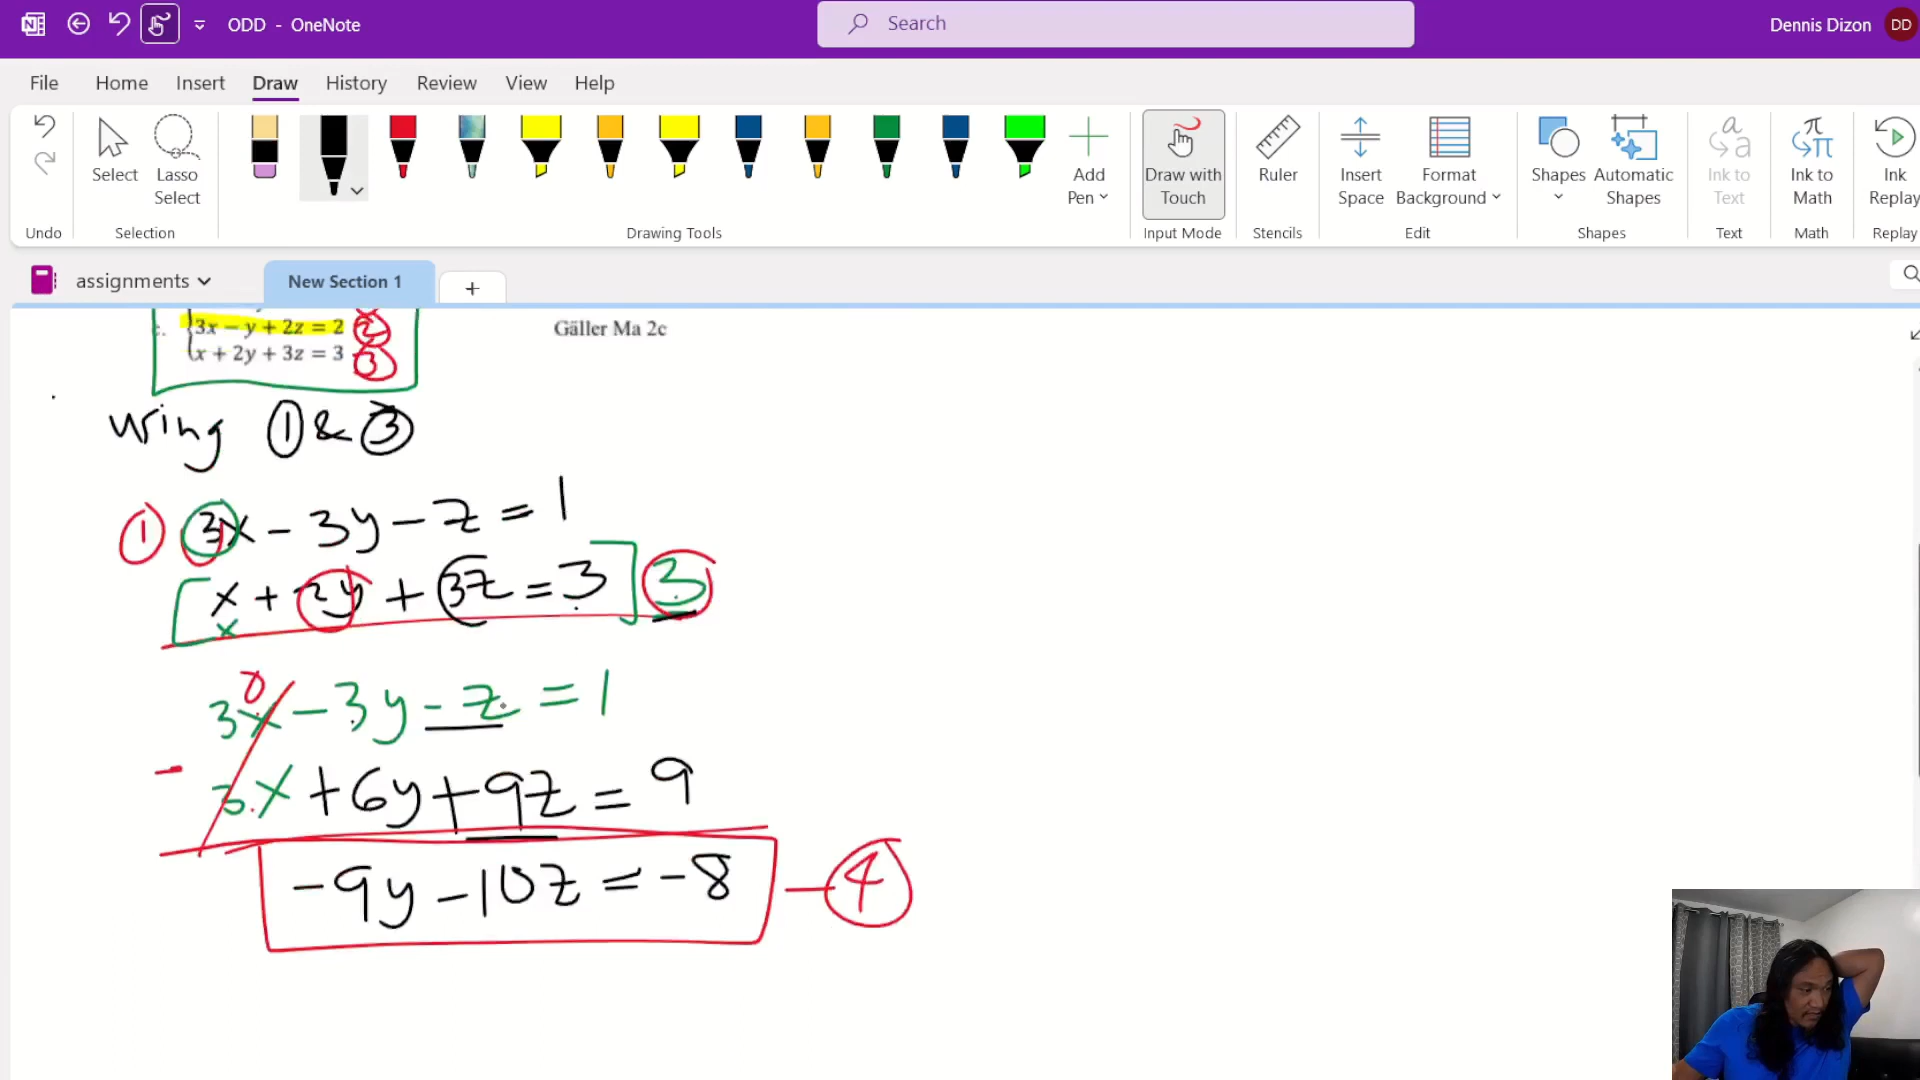 ODD - OneNote
Search
Dennis Dizon DD
File Home Insert Draw History Review View Help
Select
Lasso Select
Add Pen
Draw with Touch
Ruler
Insert Space
Format Background
Shapes
Automatic Shapes
Ink to Text
Ink to Math
Ink Replay
Undo Selection Drawing Tools Input Mode Stencils Edit Shapes Text Math Replay
assignments New Section 1 +
3x − y + 2z = 2 2
x + 2y + 3z = 3 3
Gäller Ma 2c
using 1 & 3
1 3x - 3y - z = 1
[x + 2y + 3z = 3] 3
x
0
3x - 3y - z = 1
-
3x + 6y + 9z = 9
-9y - 10z = -8 - 4